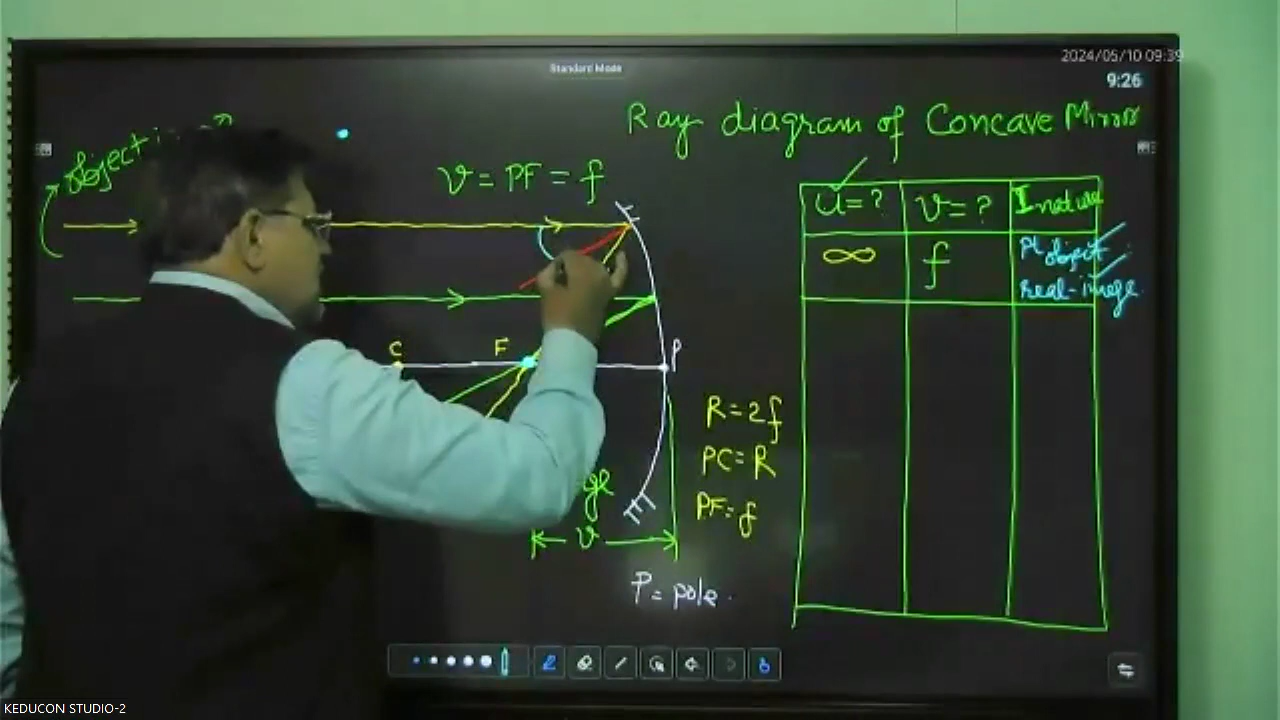 2024/05/10 09:39
Standard Mode
9:26
Ray diagram of Concave Mirror
object
v = PF = f
u = ? v = ? I nature
∞ f Pt object
real-image
C F P
R = 2f
PC = R
PF = f
v
P = pole.
KEDUCON STUDIO-2